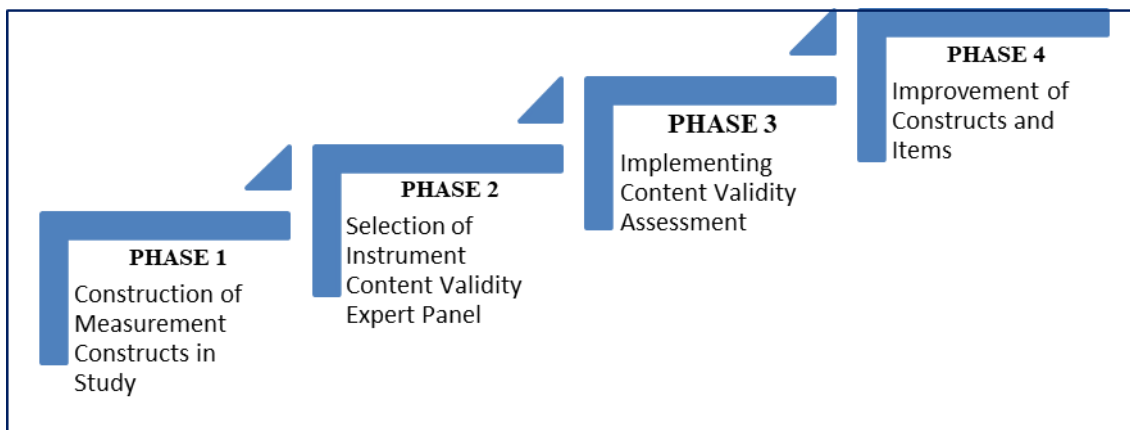 PHASE 1
Construction of
Measurement
Constructs in
Study
PHASE 2
Selection of
Instrument
Content Validity
Expert Panel
PHASE 3
Implementing
Content Validity
Assessment
PHASE 4
Improvement of
Constructs and
Items